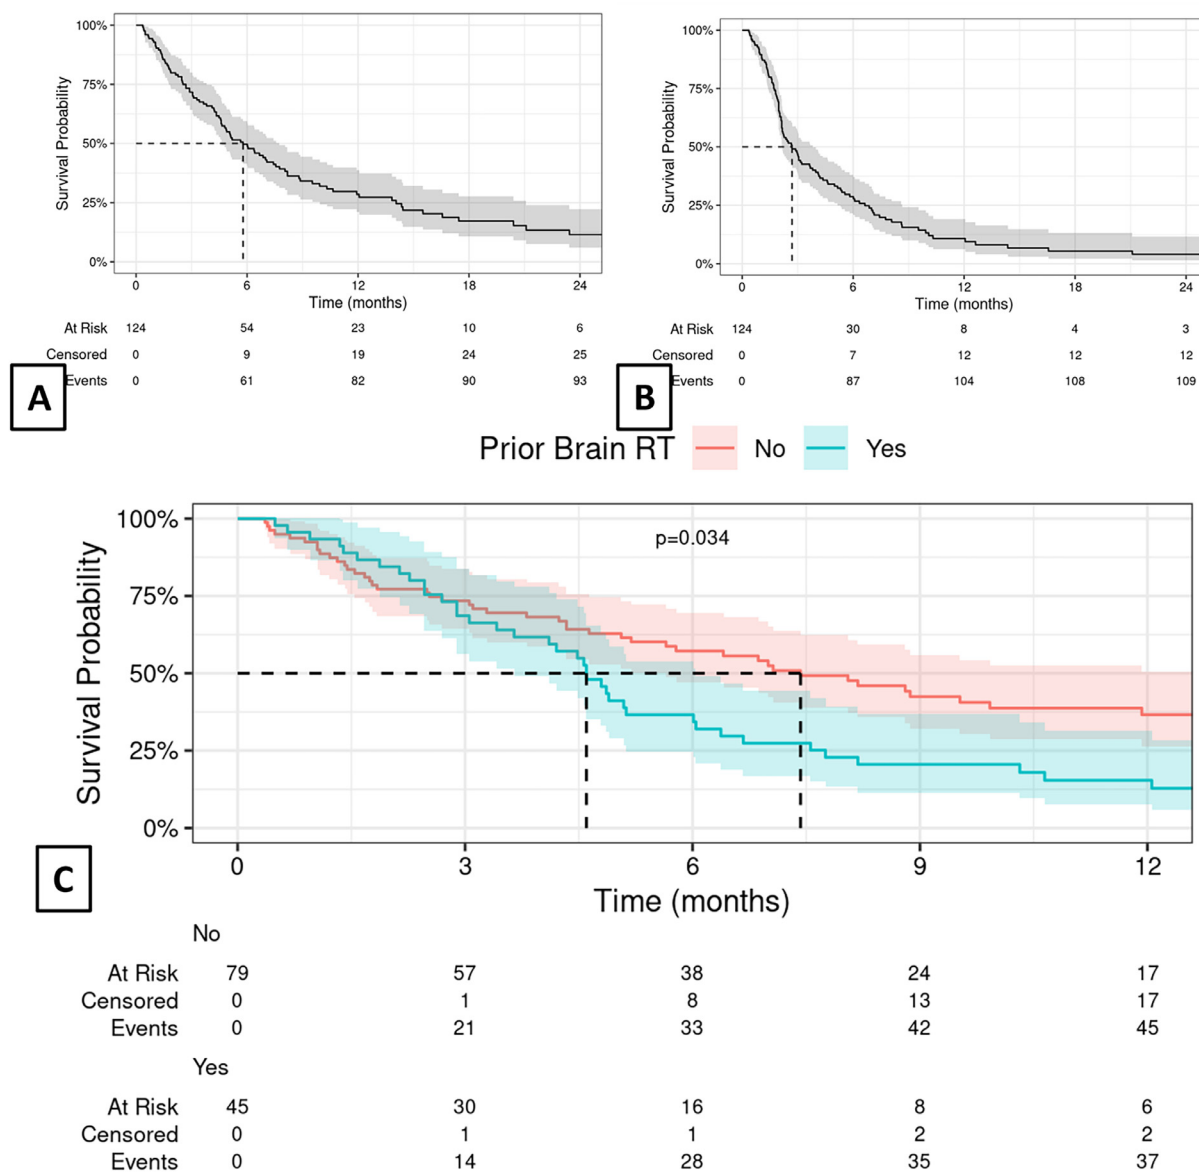 100%
75%
50%
25%
0%
Survival Probability
0 6 12 18 24
Time (months)
At Risk 124 54 23 10 6
Censored 0 9 19 24 25
Events 0 61 82 90 93
A
100%
75%
50%
25%
0%
Survival Probability
0 6 12 18 24
Time (months)
At Risk 124 30 8 4 3
Censored 0 7 12 12 12
Events 0 87 104 108 109
B
Prior Brain RT No Yes
100%
75%
50%
25%
0%
Survival Probability
p=0.034
0 3 6 9 12
Time (months)
C
No
At Risk 79 57 38 24 17
Censored 0 1 8 13 17
Events 0 21 33 42 45
Yes
At Risk 45 30 16 8 6
Censored 0 1 1 2 2
Events 0 14 28 35 37